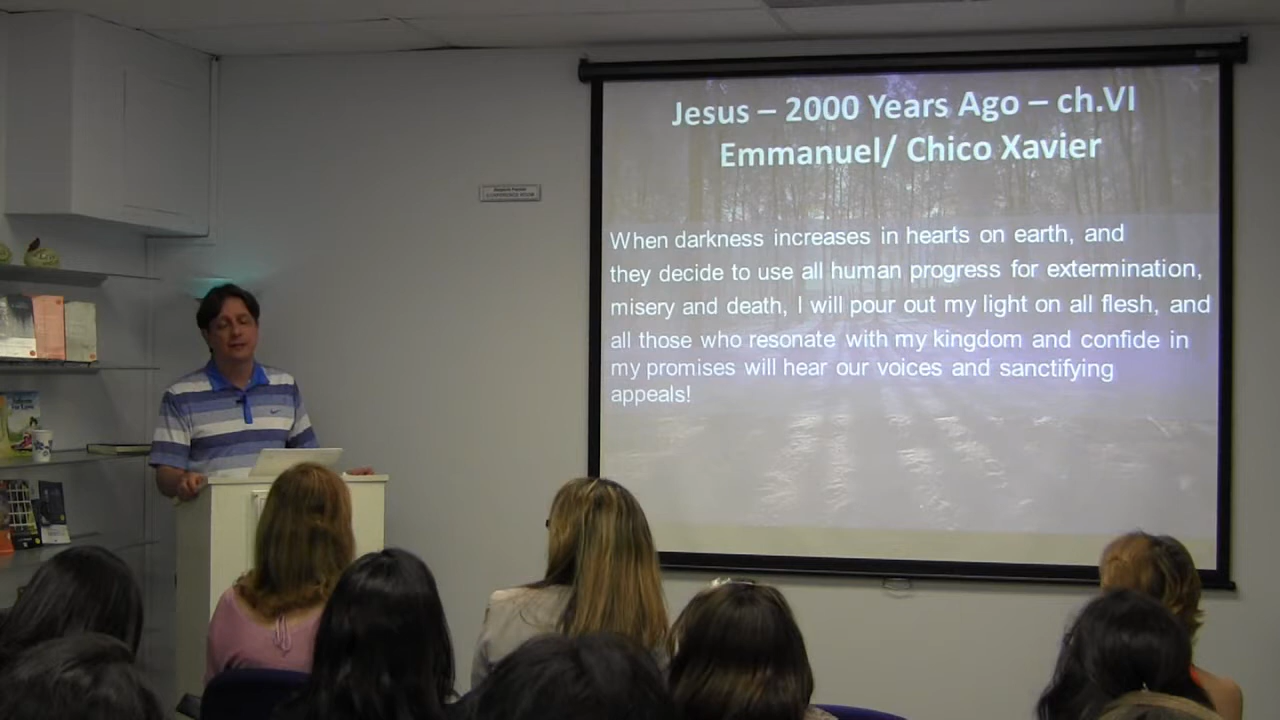 Jesus – 2000 Years Ago – ch.VI
Emmanuel/ Chico Xavier
When darkness increases in hearts on earth, and
they decide to use all human progress for extermination,
misery and death, I will pour out my light on all flesh, and
all those who resonate with my kingdom and confide in
my promises will hear our voices and sanctifying
appeals!
CONFERENCE ROOM